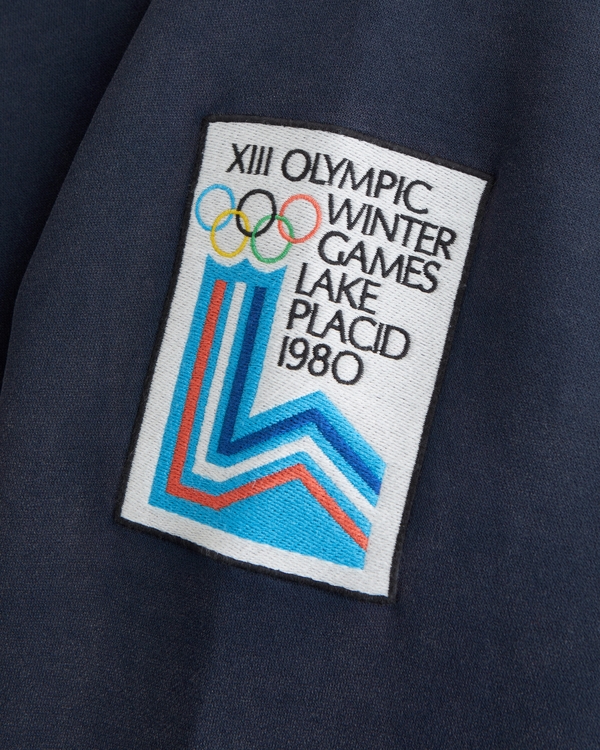 XIII OLYMPIC
WINTER
GAMES
LAKE
PLACID
1980